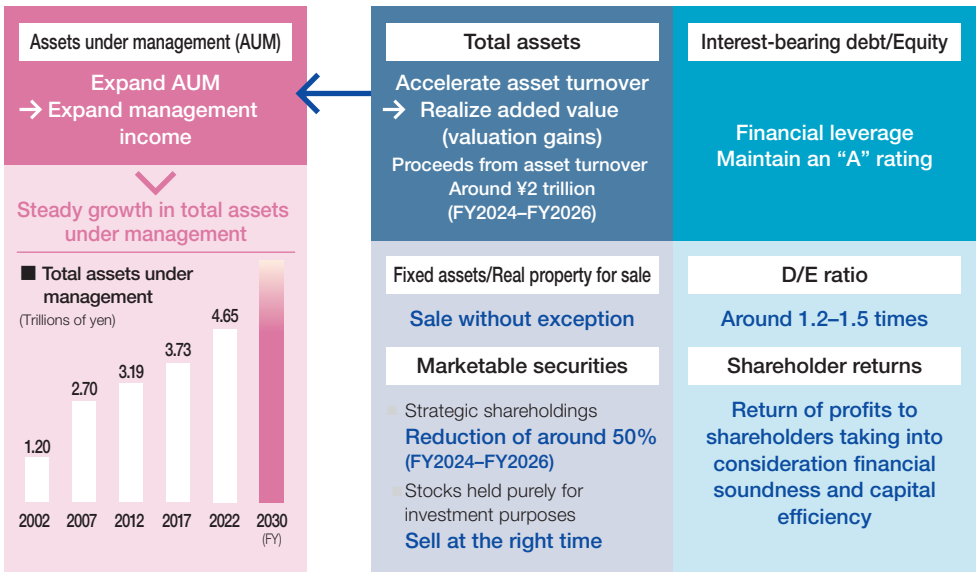 Assets under management (AUM)
Expand AUM
→ Expand management
income
Steady growth in total assets
under management
■ Total assets under
management
(Trillions of yen)
1.20
2.70
3.19
3.73
4.65
2002 2007 2012 2017 2022 2030
(FY)
Total assets
Accelerate asset turnover
→ Realize added value
(valuation gains)
Proceeds from asset turnover
Around ¥2 trillion
(FY2024–FY2026)
Fixed assets/Real property for sale
Sale without exception
Marketable securities
Strategic shareholdings
Reduction of around 50%
(FY2024–FY2026)
Stocks held purely for
investment purposes
Sell at the right time
Interest-bearing debt/Equity
Financial leverage
Maintain an “A” rating
D/E ratio
Around 1.2–1.5 times
Shareholder returns
Return of profits to
shareholders taking into
consideration financial
soundness and capital
efficiency